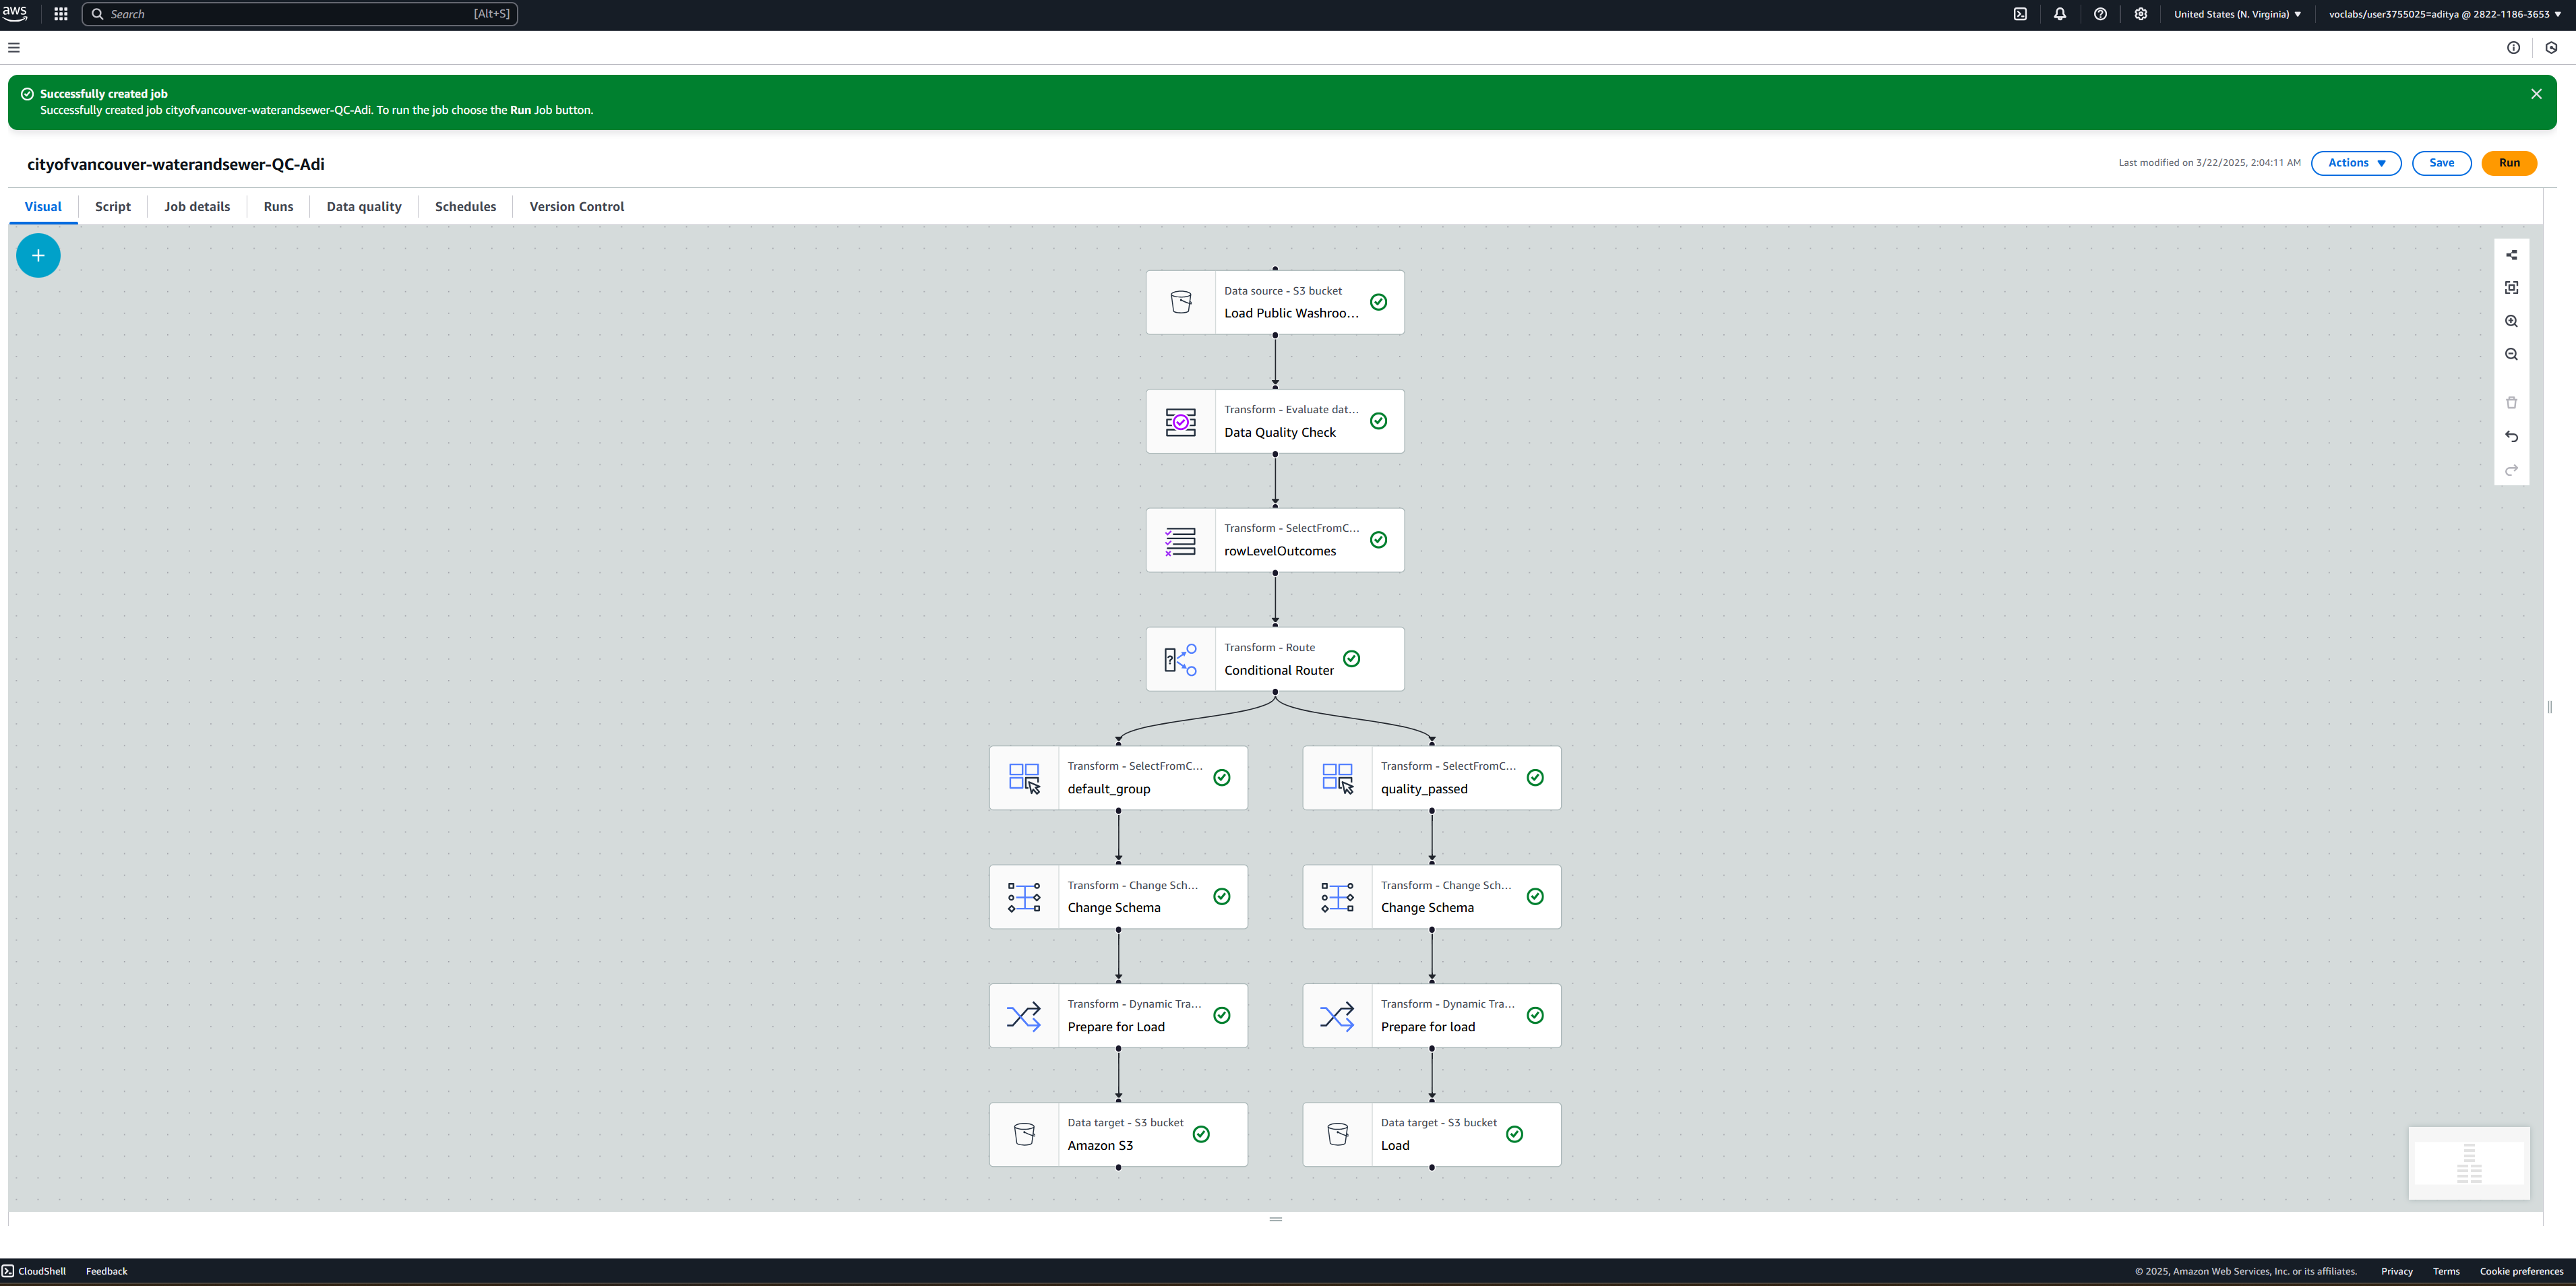 aws
Search
[Alt+S]
United States (N. Virginia)
voclabs/user3755025=aditya @ 2822-1186-3653
Successfully created job
Successfully created job cityofvancouver-waterandsewer-QC-Adi. To run the job choose the Run Job button.
cityofvancouver-waterandsewer-QC-Adi
Last modified on 3/22/2025, 2:04:11 AM
Actions
Save
Run
Visual
Script
Job details
Runs
Data quality
Schedules
Version Control
Data source - S3 bucket
Load Public Washroo...
Transform - Evaluate dat...
Data Quality Check
Transform - SelectFromC...
rowLevelOutcomes
Transform - Route
Conditional Router
Transform - SelectFromC...
default_group
Transform - SelectFromC...
quality_passed
Transform - Change Sch...
Change Schema
Transform - Change Sch...
Change Schema
Transform - Dynamic Tra...
Prepare for Load
Transform - Dynamic Tra...
Prepare for load
Data target - S3 bucket
Amazon S3
Data target - S3 bucket
Load
CloudShell
Feedback
© 2025, Amazon Web Services, Inc. or its affiliates.
Privacy
Terms
Cookie preferences